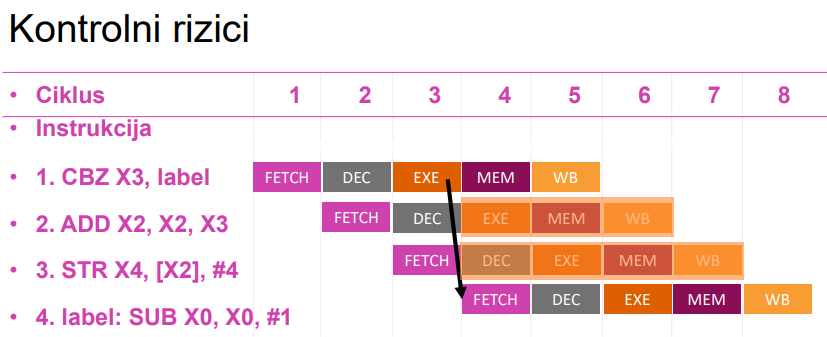 Kontrolni rizici
• Ciklus 1 2 3 4 5 6 7 8
• Instrukcija
• 1. CBZ X3, label FETCH DEC EXE MEM WB
• 2. ADD X2, X2, X3 FETCH DEC EXE MEM WB
• 3. STR X4, [X2], #4 FETCH DEC EXE MEM WB
• 4. label: SUB X0, X0, #1 FETCH DEC EXE MEM WB